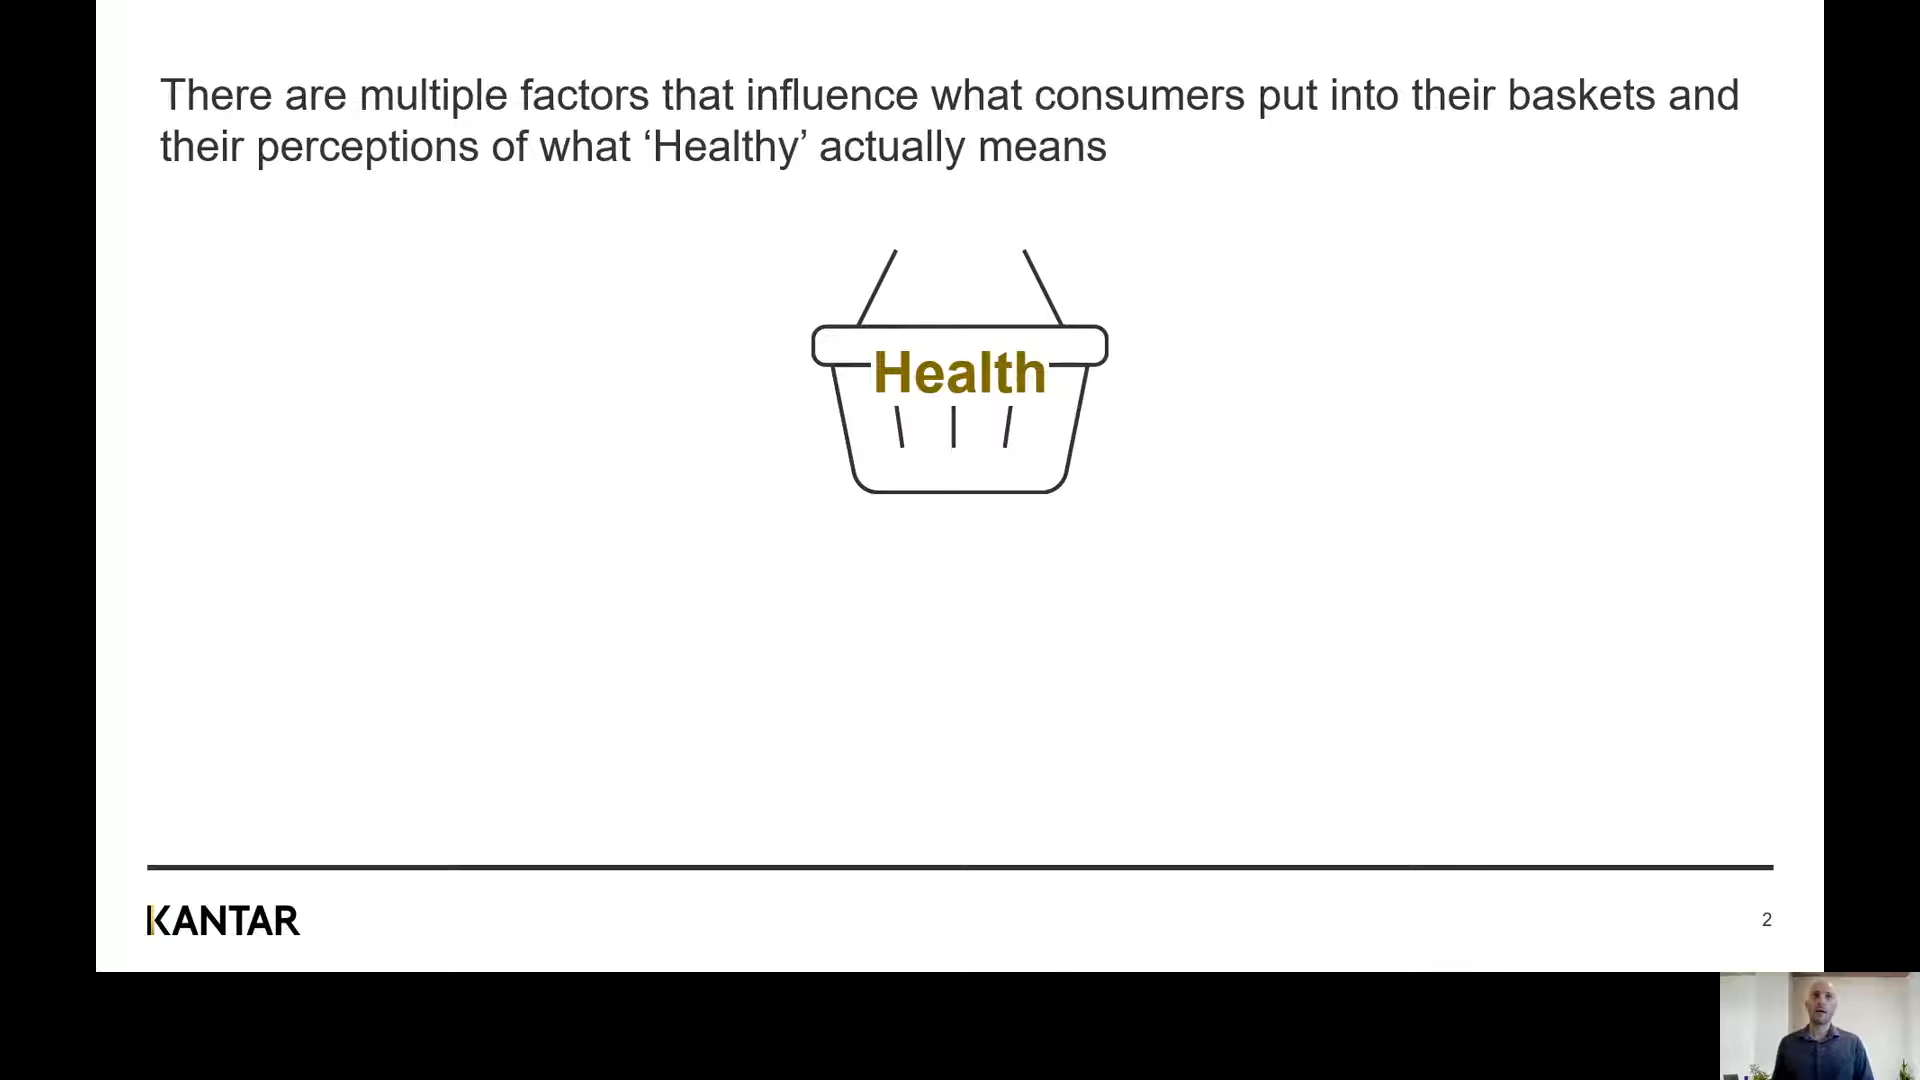 There are multiple factors that influence what consumers put into their baskets and
their perceptions of what ‘Healthy’ actually means
Health
KANTAR
2